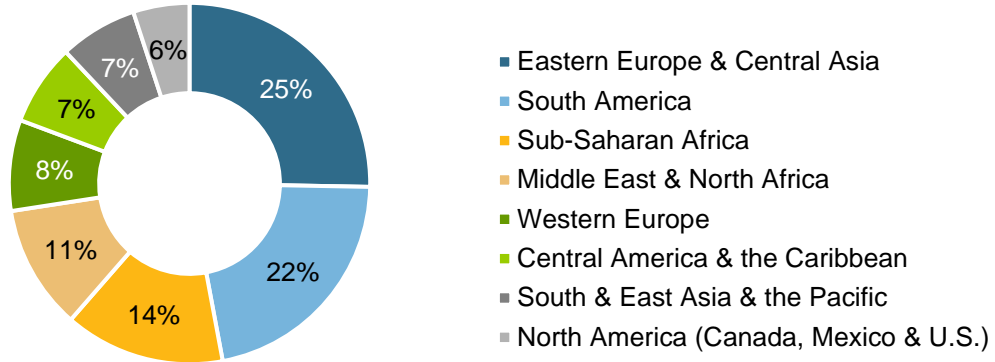 6%
7%
25%
7%
8%
11%
22%
14%
Eastern Europe & Central Asia
South America
Sub-Saharan Africa
Middle East & North Africa
Western Europe
Central America & the Caribbean
South & East Asia & the Pacific
North America (Canada, Mexico & U.S.)